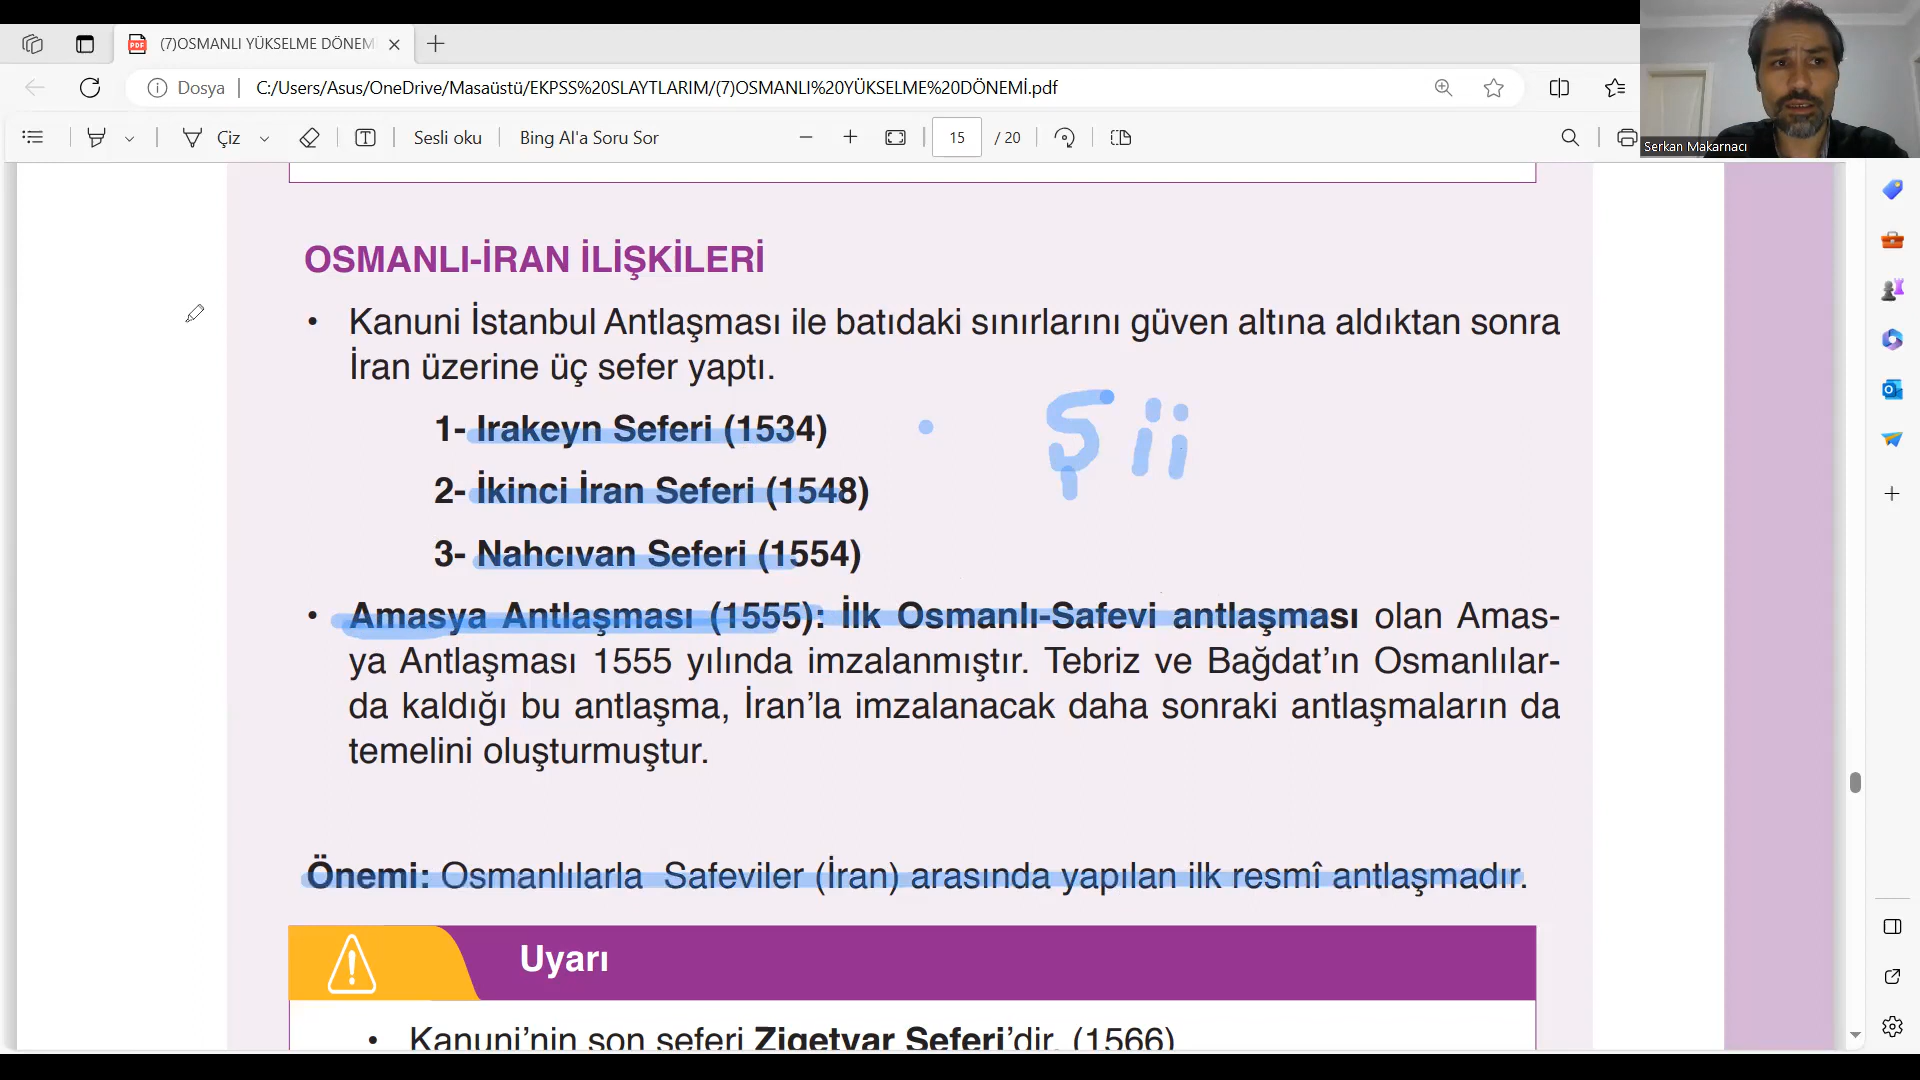 (7)OSMANLI YÜKSELME DÖNEM
Dosya
C:/Users/Asus/OneDrive/Masaüstü/EKPSS%20SLAYTLARIM/(7)OSMANLI%20YÜKSELME%20DÖNEMİ.pdf
Çiz
Sesli oku
Bing AI'a Soru Sor
15 / 20
Serkan Makarnacı
OSMANLI-İRAN İLİŞKİLERİ
• Kanuni İstanbul Antlaşması ile batıdaki sınırlarını güven altına aldıktan sonra
İran üzerine üç sefer yaptı.
1- Irakeyn Seferi (1534)
Şii
2- İkinci İran Seferi (1548)
3- Nahcıvan Seferi (1554)
• Amasya Antlaşması (1555): İlk Osmanlı-Safevi antlaşması olan Amas-
ya Antlaşması 1555 yılında imzalanmıştır. Tebriz ve Bağdat’ın Osmanlılar-
da kaldığı bu antlaşma, İran’la imzalanacak daha sonraki antlaşmaların da
temelini oluşturmuştur.
Önemi: Osmanlılarla Safeviler (İran) arasında yapılan ilk resmî antlaşmadır.
Uyarı
• Kanuni’nin son seferi Zigetvar Seferi’dir. (1566)